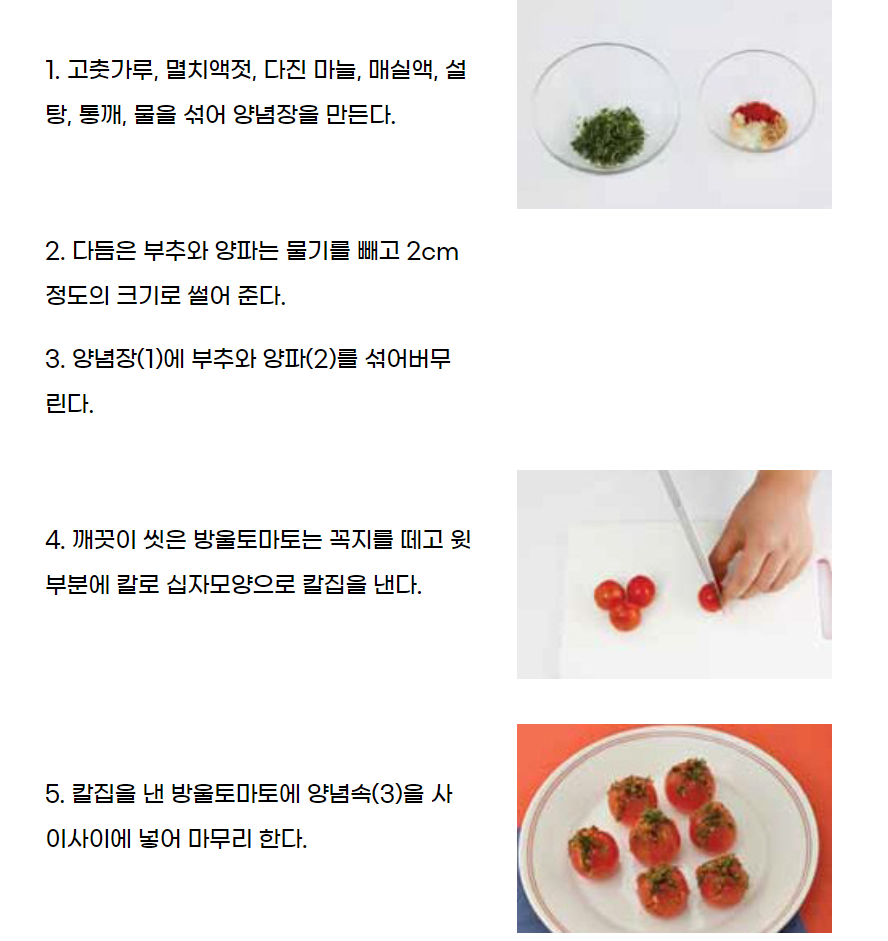 1. 고춧가루, 멸치액젓, 다진 마늘, 매실액, 설
탕, 통깨, 물을 섞어 양념장을 만든다.
2. 다듬은 부추와 양파는 물기를 빼고 2cm
정도의 크기로 썰어 준다.
3. 양념장(1)에 부추와 양파(2)를 섞어버무
린다.
4. 깨끗이 씻은 방울토마토는 꼭지를 떼고 윗
부분에 칼로 십자모양으로 칼집을 낸다.
5. 칼집을 낸 방울토마토에 양념속(3)을 사
이사이에 넣어 마무리 한다.